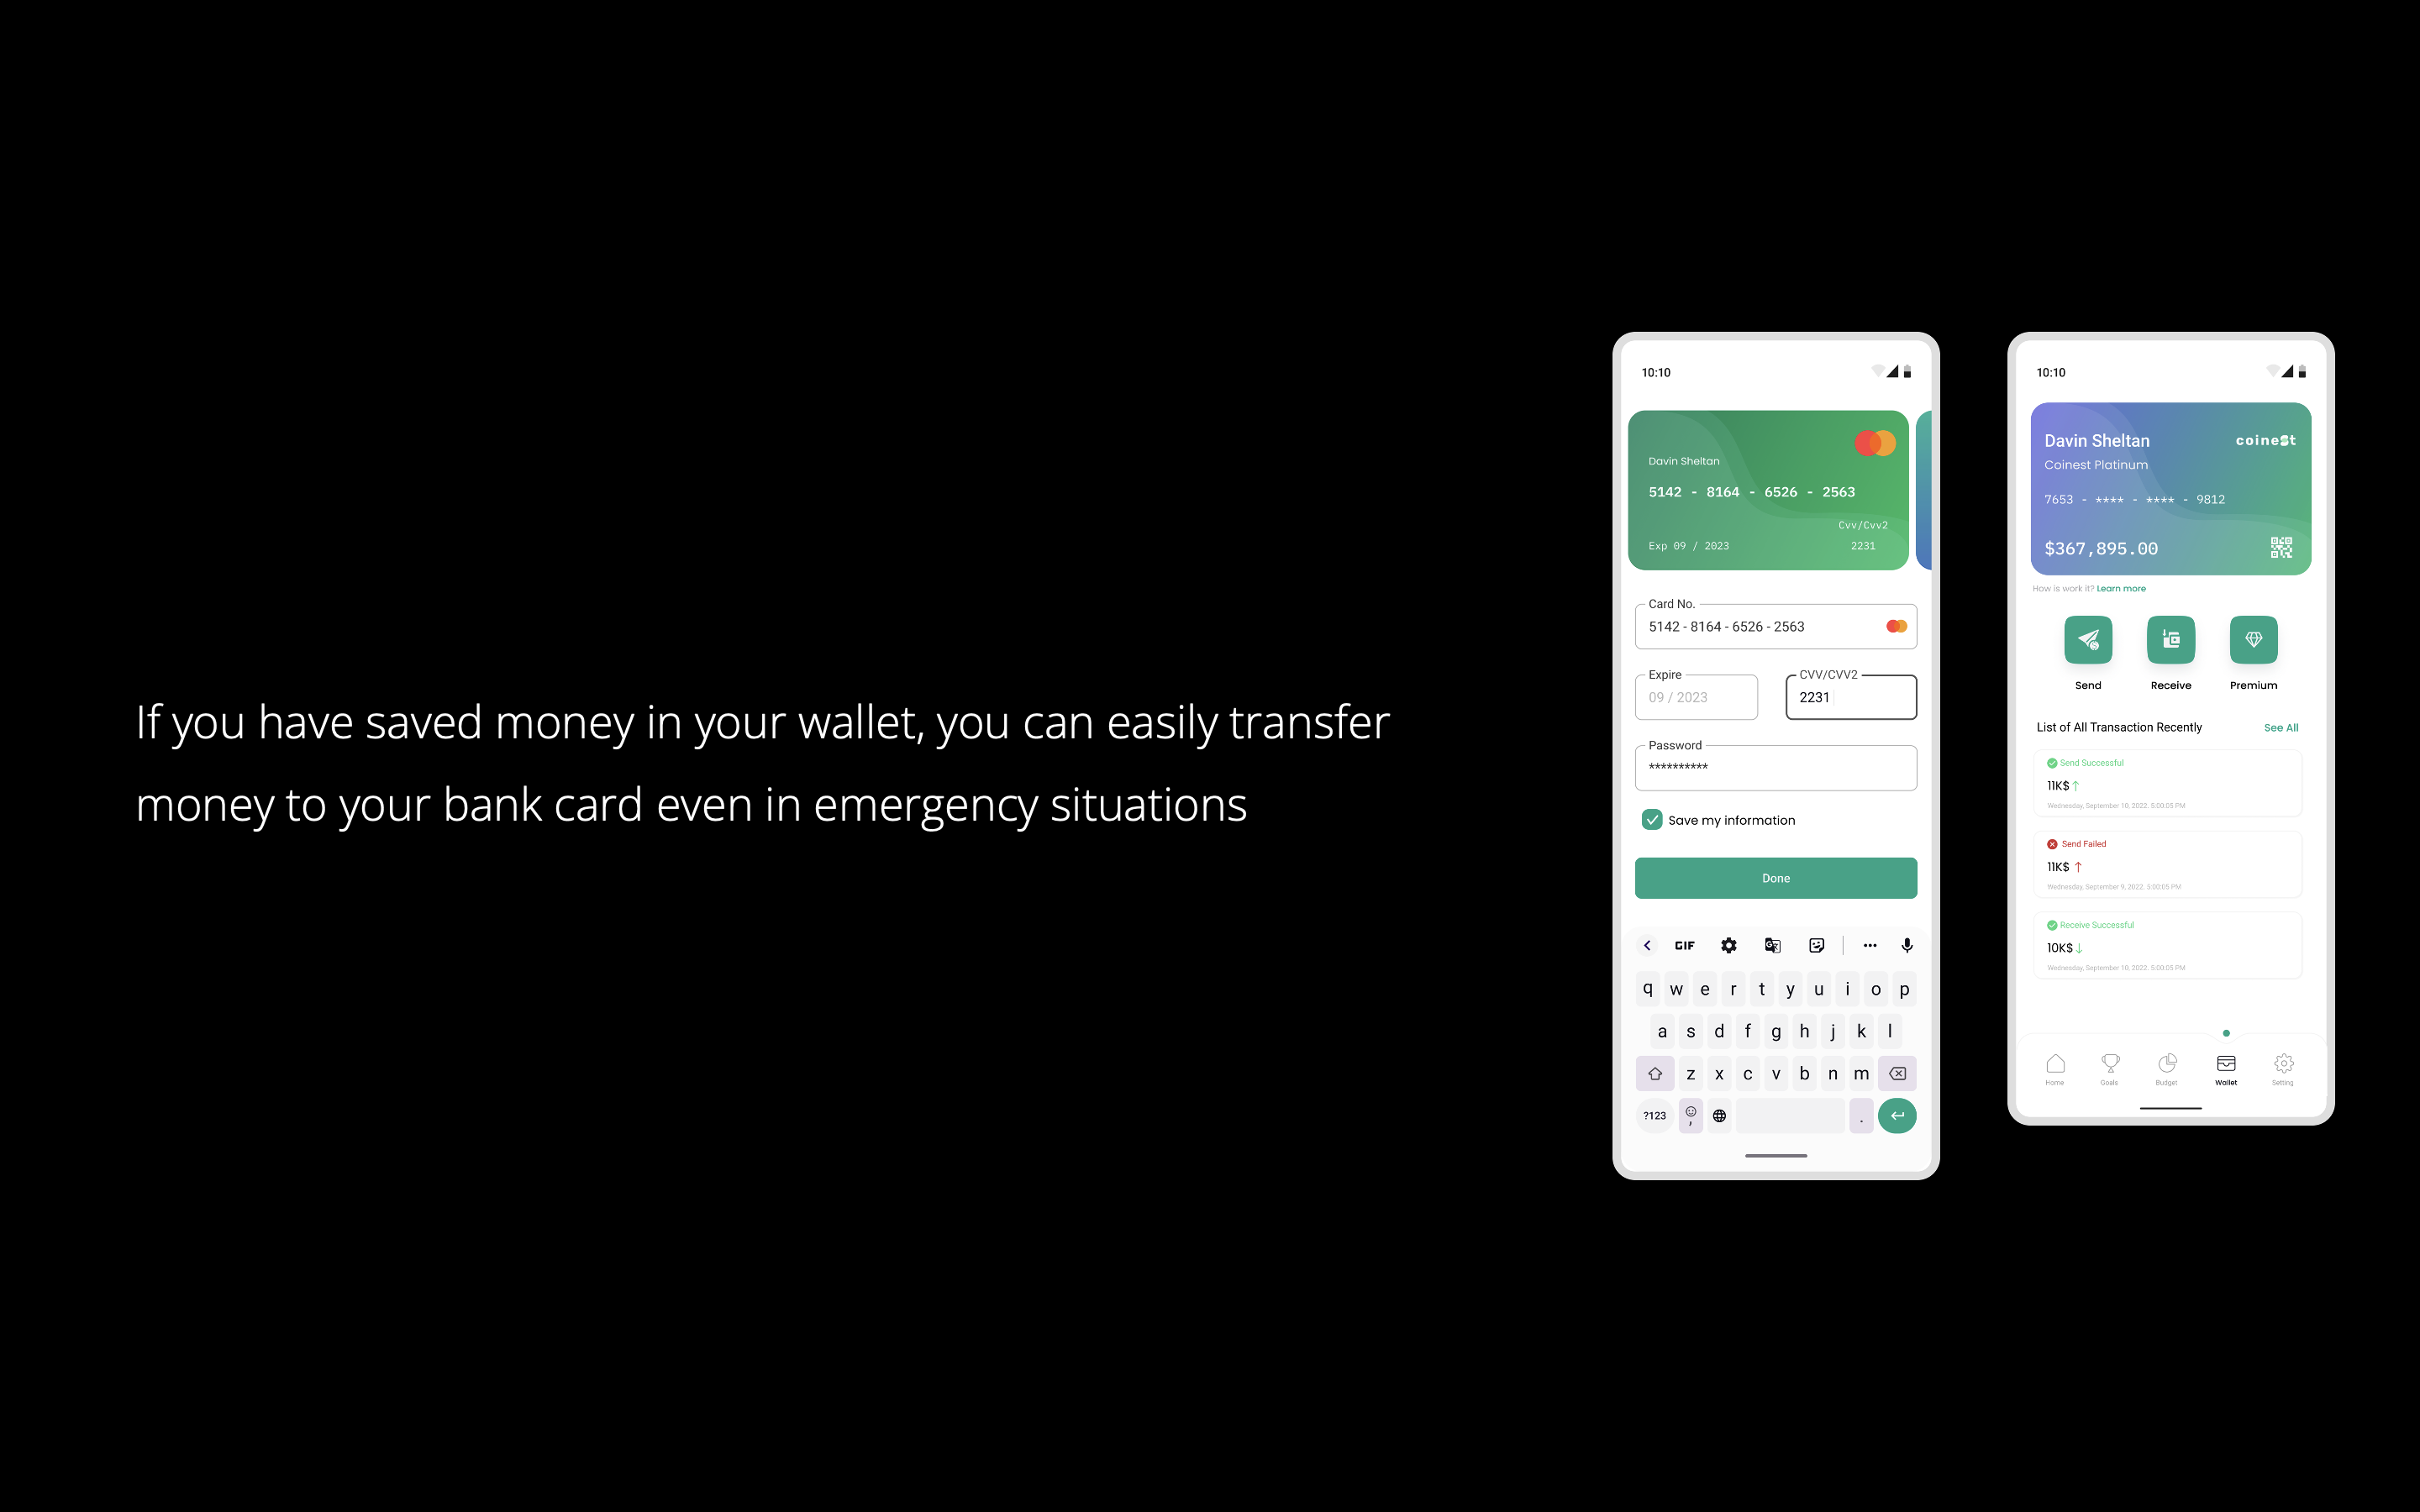 If you have saved money in your wallet, you can easily transfer
money to your bank card even in emergency situations
10:10
Davin Sheltan
5142 - 8164 - 6526 - 2563
Cvv/Cvv2
Exp 09 / 2023 2231
Card No.
5142 - 8164 - 6526 - 2563
Expire CVV/CVV2
09 / 2023 2231
Password
**********
Save my information
Done
GIF
q w e r t y u i o p
a s d f g h j k l
z x c v b n m
?123 , .
10:10
Davin Sheltan coinest
Coinest Platinum
7653 - **** - **** - 9812
$367,895.00
How is work it? Learn more
Send Receive Premium
List of All Transaction Recently See All
Send Successful
11K$
Wednesday, September 10, 2022. 5:00:05 PM
Send Failed
11K$
Wednesday, September 9, 2022. 5:00:05 PM
Receive Successful
10K$
Wednesday, September 10, 2022. 5:00:05 PM
Home Goals Budget Wallet Setting